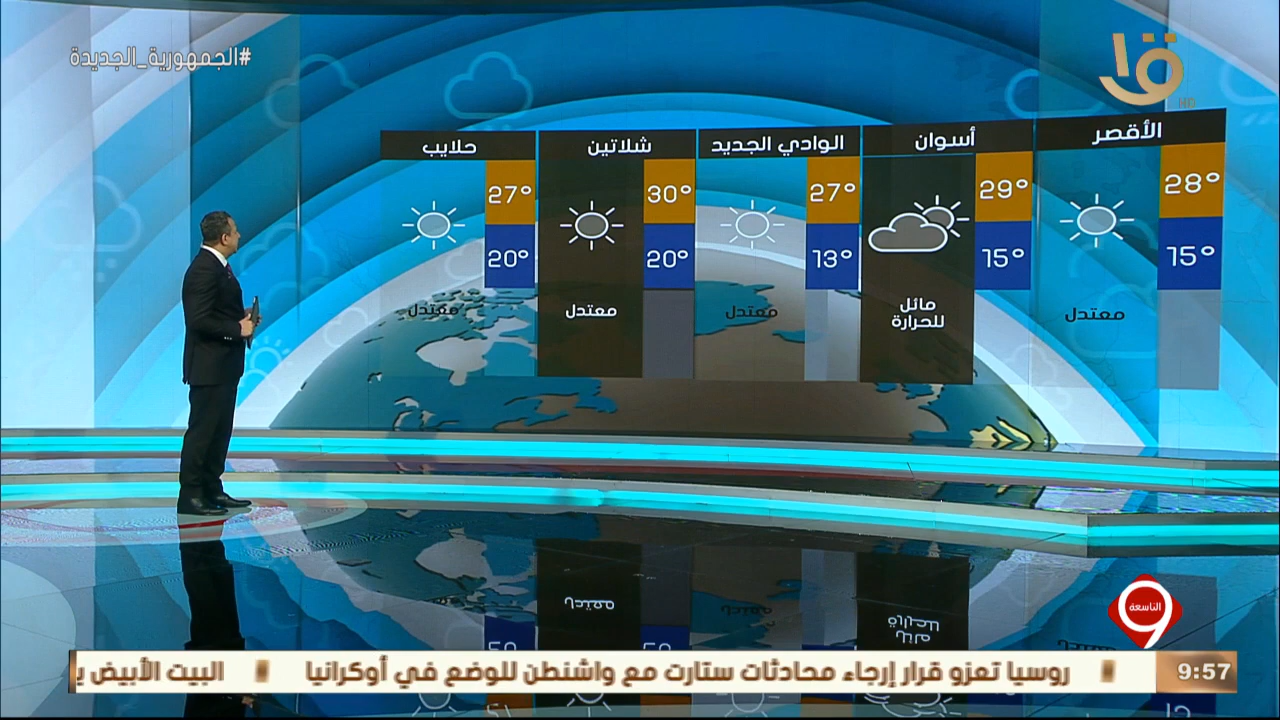 #الجمهورية_الجديدة
HD
الأقصر
28°
15°
معتدل
أسوان
29°
15°
مائل
للحرارة
الوادي الجديد
27°
13°
معتدل
شلاتين
30°
20°
معتدل
حلايب
27°
20°
معتدل
التاسعة
9
9:57
روسيا تعزو قرار إرجاء محادثات ستارت مع واشنطن للوضع في أوكرانيا
البيت الأبيض